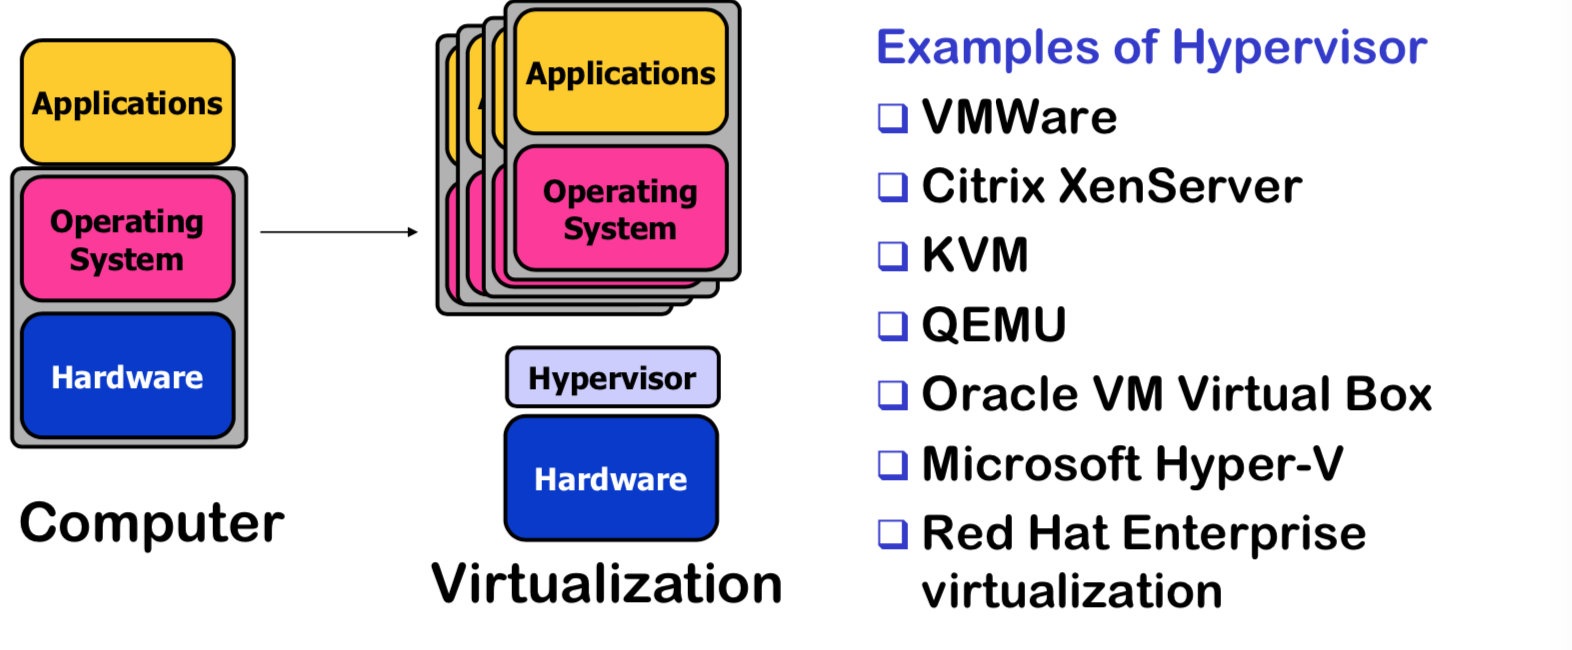 Applications
Operating
System
Hardware
Computer
Applications
Operating
System
Hypervisor
Hardware
Virtualization
Examples of Hypervisor
VMWare
Citrix XenServer
KVM
QEMU
Oracle VM Virtual Box
Microsoft Hyper-V
Red Hat Enterprise
virtualization